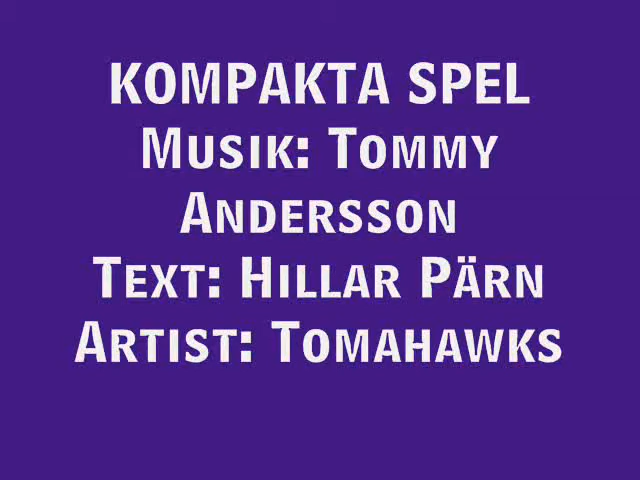 KOMPAKTA SPEL
MUSIK: TOMMY
ANDERSSON
TEXT: HILLAR PÄRN
ARTIST: TOMAHAWKS